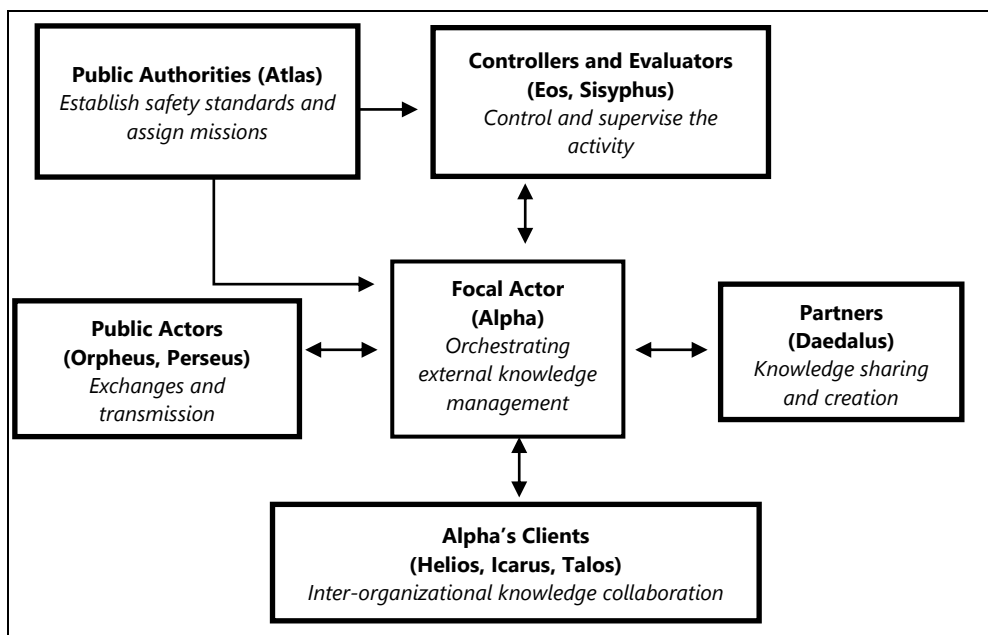 Public Authorities (Atlas)
Establish safety standards and
assign missions
Controllers and Evaluators
(Eos, Sisyphus)
Control and supervise the
activity
Focal Actor
(Alpha)
Orchestrating
external knowledge
management
Public Actors
(Orpheus, Perseus)
Exchanges and
transmission
Partners
(Daedalus)
Knowledge sharing
and creation
Alpha’s Clients
(Helios, Icarus, Talos)
Inter-organizational knowledge collaboration